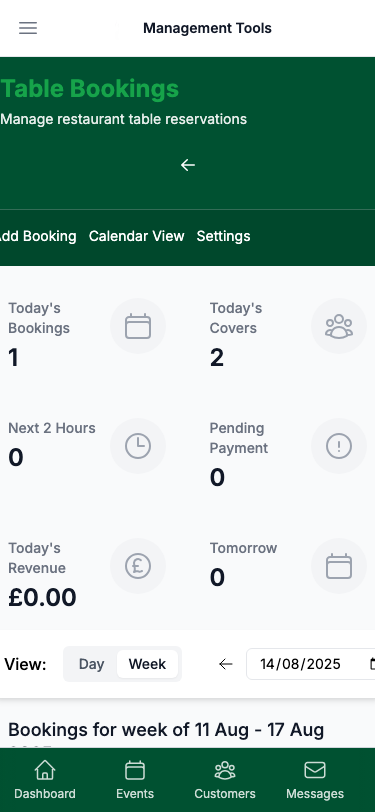 Management Tools
Table Bookings
Manage restaurant table reservations
Add Booking Calendar View Settings
Today's Bookings
1
Today's Covers
2
Next 2 Hours
0
Pending Payment
0
Today's Revenue
£0.00
Tomorrow
0
View: Day Week 14/08/2025
Bookings for week of 11 Aug - 17 Aug
Dashboard Events Customers Messages